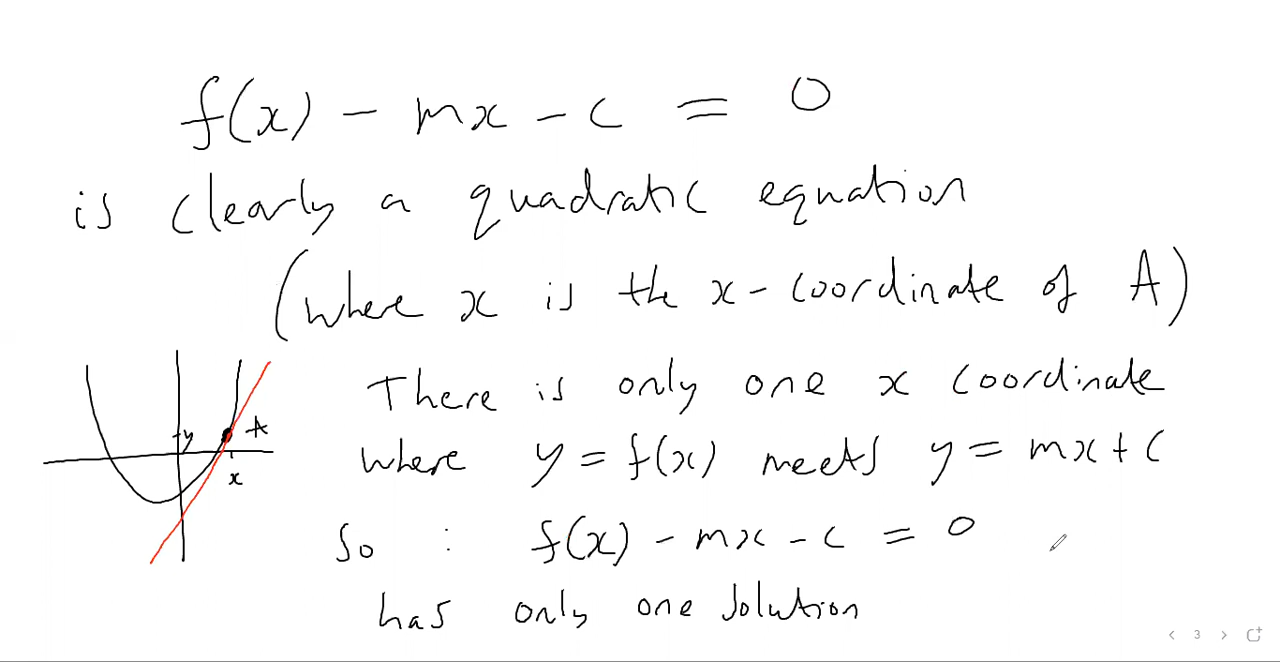 f(x) - mx - c = 0
is clearly a quadratic equation
(where x is the x-coordinate of A)
There is only one x coordinate
where y = f(x) meets y = mx + c
So : f(x) - mx - c = 0
has only one solution
y
A
x
< 3 >